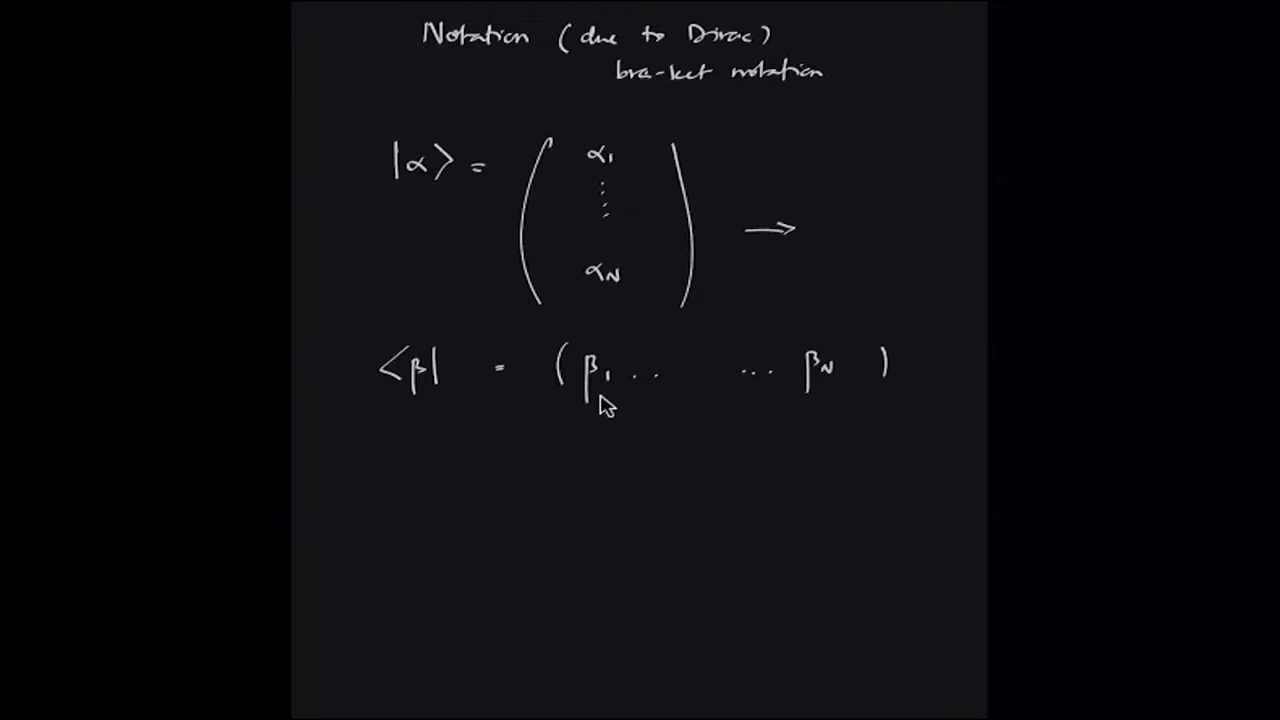 Notation (due to Dirac)
bra-ket notation
|α⟩ = ( α₁ ⋮ α_N ) →
⟨β| = ( β₁ .. ... β_N )